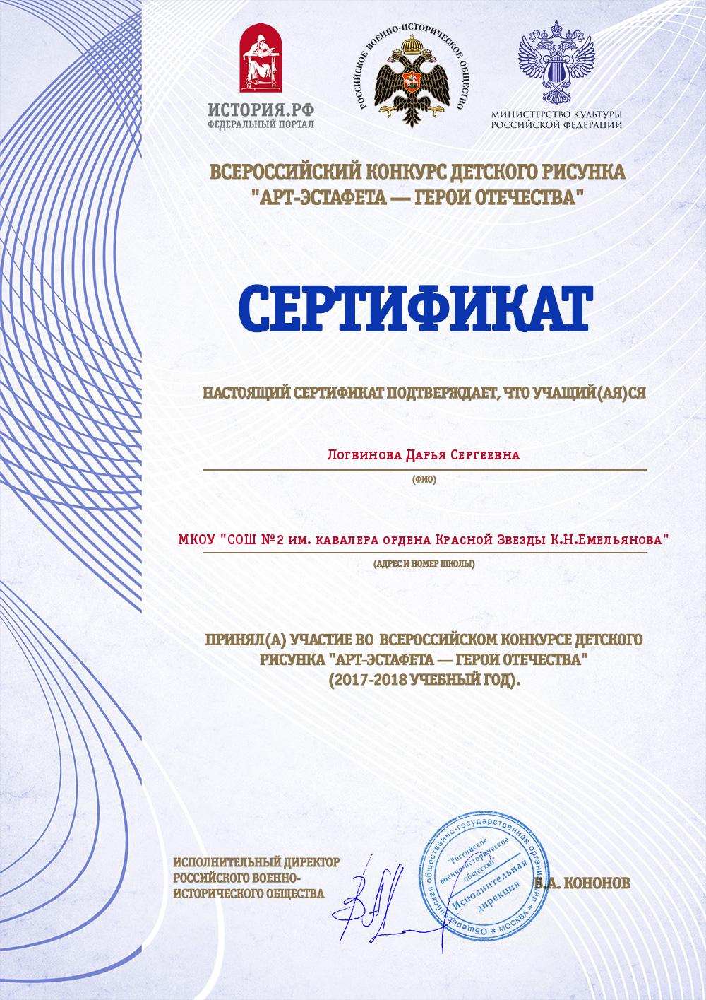 ИСТОРИЯ.РФ
ФЕДЕРАЛЬНЫЙ ПОРТАЛ
РОССИЙСКОЕ ВОЕННО-ИСТОРИЧЕСКОЕ ОБЩЕСТВО
МИНИСТЕРСТВО КУЛЬТУРЫ
РОССИЙСКОЙ ФЕДЕРАЦИИ
ВСЕРОССИЙСКИЙ КОНКУРС ДЕТСКОГО РИСУНКА
"АРТ-ЭСТАФЕТА — ГЕРОИ ОТЕЧЕСТВА"
СЕРТИФИКАТ
НАСТОЯЩИЙ СЕРТИФИКАТ ПОДТВЕРЖДАЕТ, ЧТО УЧАЩИЙ(АЯ)СЯ
Логвинова Дарья Сергеевна
(ФИО)
МКОУ "СОШ №2 им. кавалера ордена Красной Звезды К.Н.Емельянова"
(АДРЕС И НОМЕР ШКОЛЫ)
ПРИНЯЛ(А) УЧАСТИЕ ВО ВСЕРОССИЙСКОМ КОНКУРСЕ ДЕТСКОГО
РИСУНКА "АРТ-ЭСТАФЕТА — ГЕРОИ ОТЕЧЕСТВА"
(2017-2018 УЧЕБНЫЙ ГОД).
ИСПОЛНИТЕЛЬНЫЙ ДИРЕКТОР
РОССИЙСКОГО ВОЕННО-
ИСТОРИЧЕСКОГО ОБЩЕСТВА
Общероссийская общественно-государственная организация
* МОСКВА *
"Российское
военно-историческое
общество"
Исполнительная
дирекция
В.А. КОНОНОВ